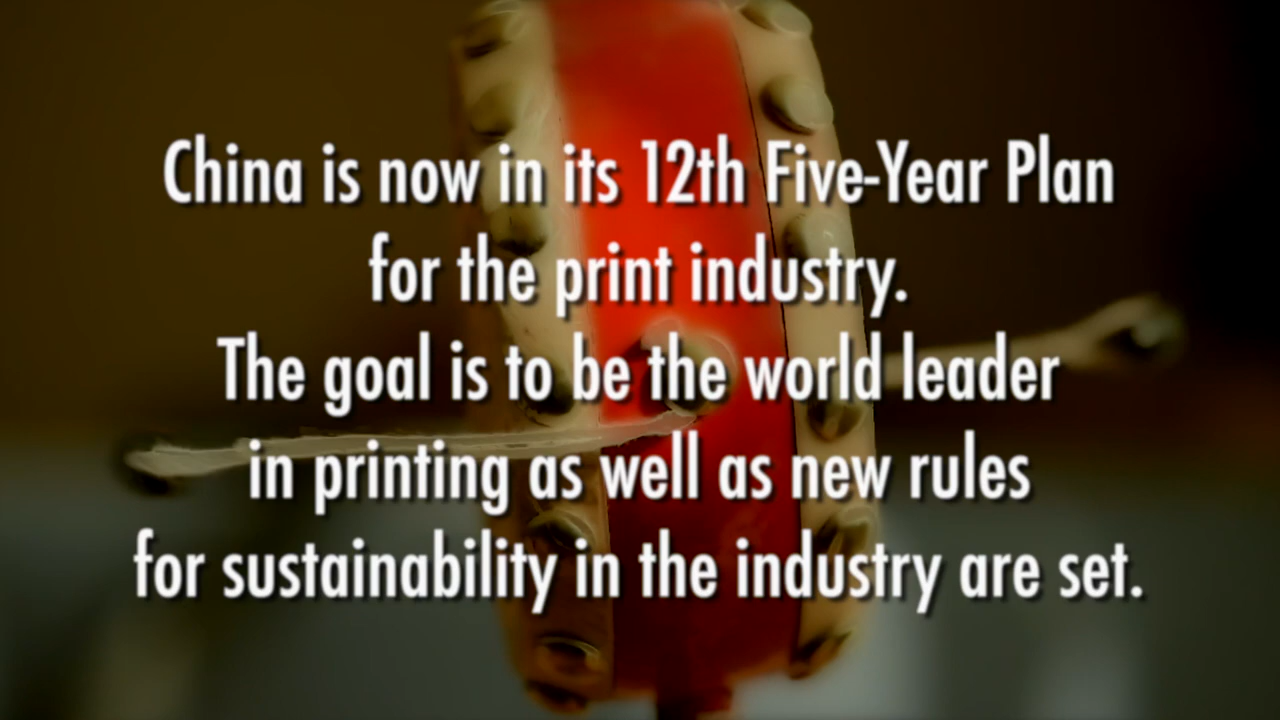 China is now in its 12th Five-Year Plan
for the print industry.
The goal is to be the world leader
in printing as well as new rules
for sustainability in the industry are set.